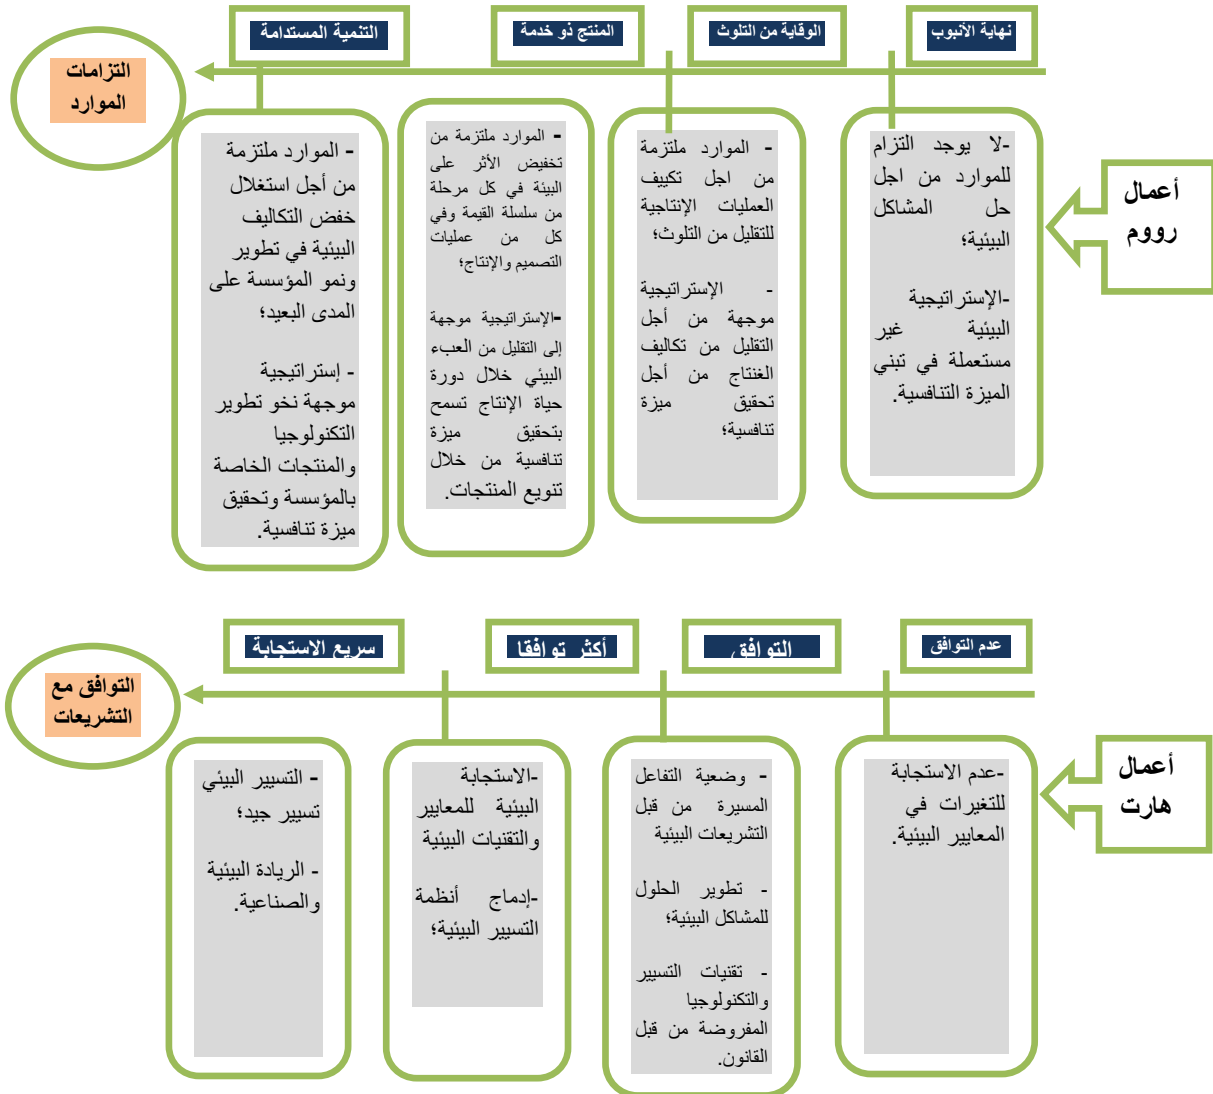 نهاية الأنبوب
الوقاية من التلوث
المنتج ذو خدمة
التنمية المستدامة
التزامات
الموارد
أعمال
رووم
-لا يوجد التزام
للموارد من اجل
حل المشاكل
البيئية؛
-الإستراتيجية
البيئية غير
مستعملة في تبني
الميزة التنافسية.
- الموارد ملتزمة
من اجل تكييف
العمليات الإنتاجية
للتقليل من التلوث؛
- الإستراتيجية
موجهة من أجل
التقليل من تكاليف
الغنتاج من أجل
تحقيق ميزة
تنافسية؛
- الموارد ملتزمة من
تخفيض الأثر على
البيئة في كل مرحلة
من سلسلة القيمة وفي
كل من عمليات
التصميم والإنتاج؛
-الإستراتيجية موجهة
إلى التقليل من العبء
البيئي خلال دورة
حياة الإنتاج تسمح
بتحقيق ميزة
تنافسية من خلال
تنويع المنتجات.
- الموارد ملتزمة
من أجل استغلال
خفض التكاليف
البيئية في تطوير
ونمو المؤسسة على
المدى البعيد؛
- إستراتيجية
موجهة نخو تطوير
التكنولوجيا
والمنتجات الخاصة
بالمؤسسة وتحقيق
ميزة تنافسية.
عدم التوافق
التوافق
أكثر توافقا
سريع الاستجابة
التوافق مع
التشريعات
أعمال
هارت
-عدم الاستجابة
للتغيرات في
المعايير البيئية.
- وضعية التفاعل
المسيرة من قبل
التشريعات البيئية
- تطوير الحلول
للمشاكل البيئية؛
- تقنيات التسيير
والتكنولوجيا
المفروضة من قبل
القانون.
-الاستجابة
البيئية للمعايير
والتقنيات البيئية
-إدماج أنظمة
التسيير البيئية؛
- التسيير البيئي
تسيير جيد؛
- الريادة البيئية
والصناعية.